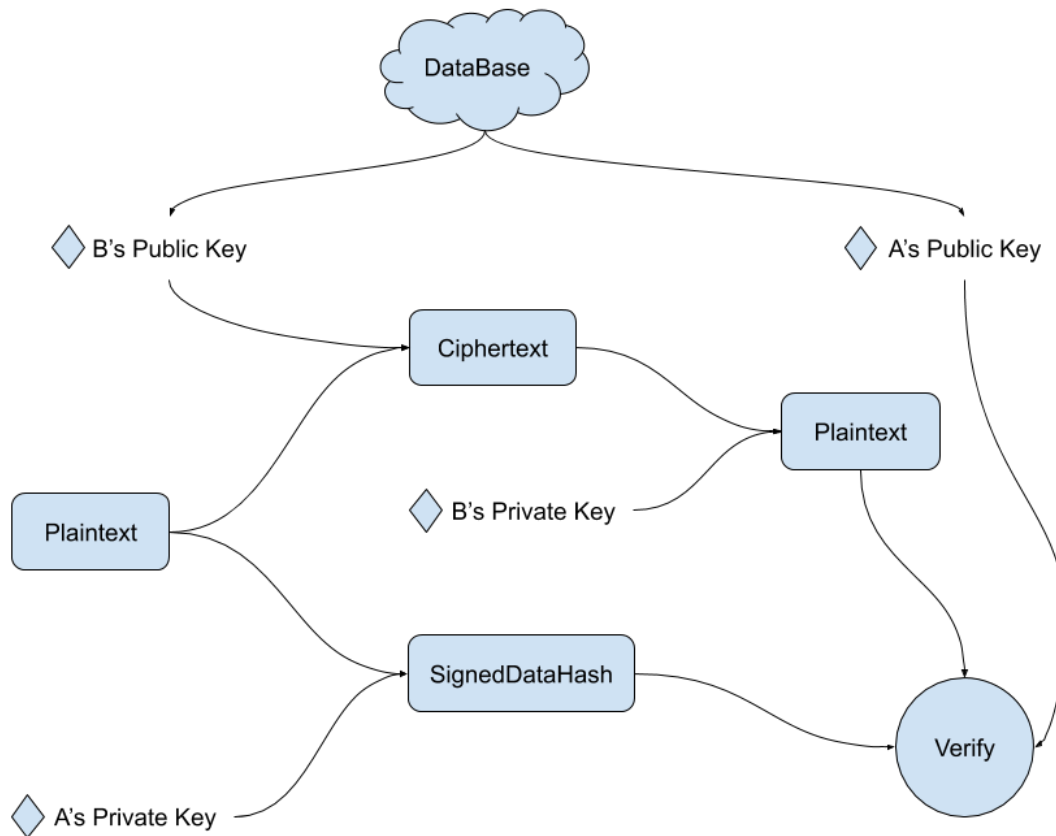 DataBase
B’s Public Key
A’s Public Key
Ciphertext
Plaintext
B’s Private Key
Plaintext
SignedDataHash
Verify
A’s Private Key